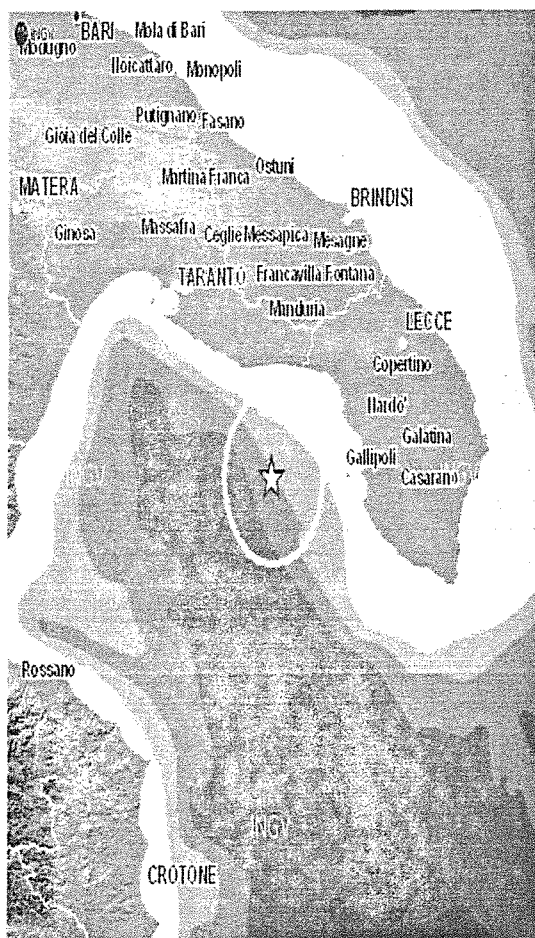 INGV
BARI
Mola di Bari
Modugno
Noicattaro
Monopoli
Putignano
Fasano
Gioia del Colle
Martina Franca
Ostuni
MATERA
BRINDISI
Ginosa
Massafra
Ceglie Messapica
Mesagne
TARANTO
Francavilla Fontana
Manduria
LECCE
Copertino
Nardo'
Galatina
Gallipoli
Casarano
Rossano
INGV
CROTONE